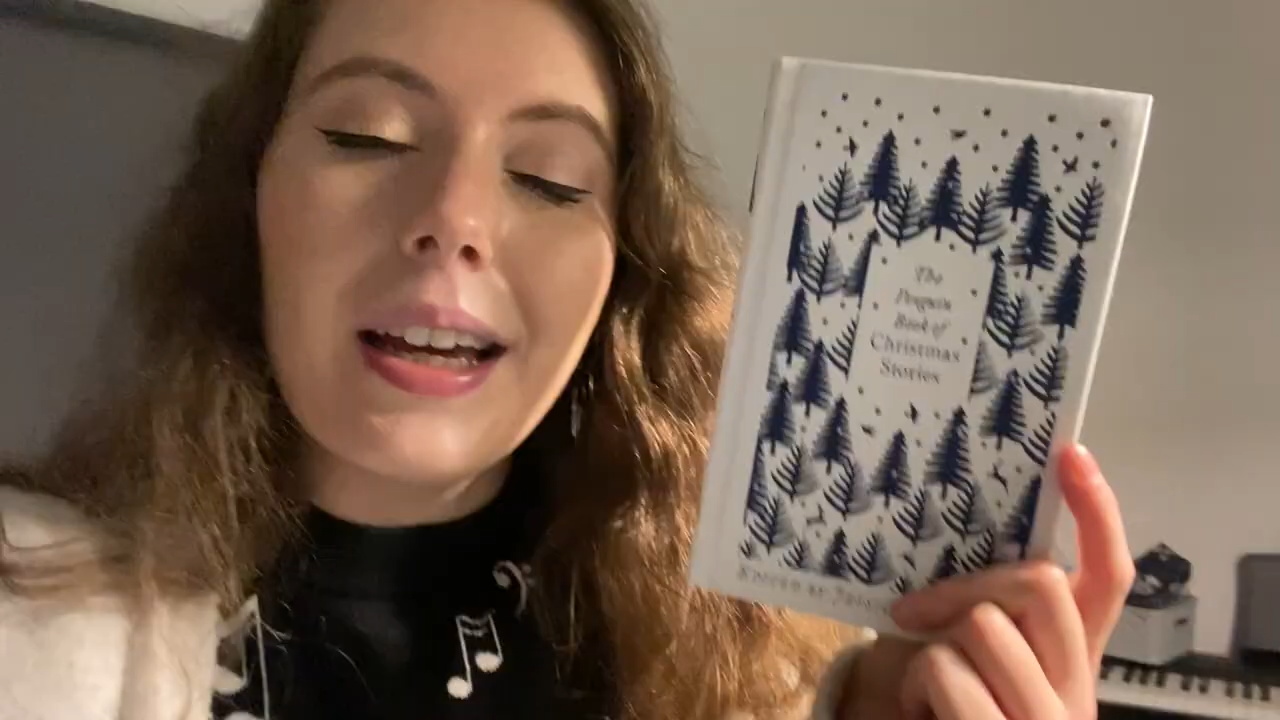 The
Penguin
Book of
Christmas
Stories